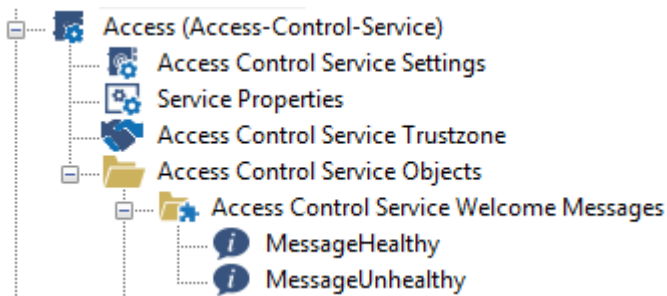 Access (Access-Control-Service)
Access Control Service Settings
Service Properties
Access Control Service Trustzone
Access Control Service Objects
Access Control Service Welcome Messages
MessageHealthy
MessageUnhealthy